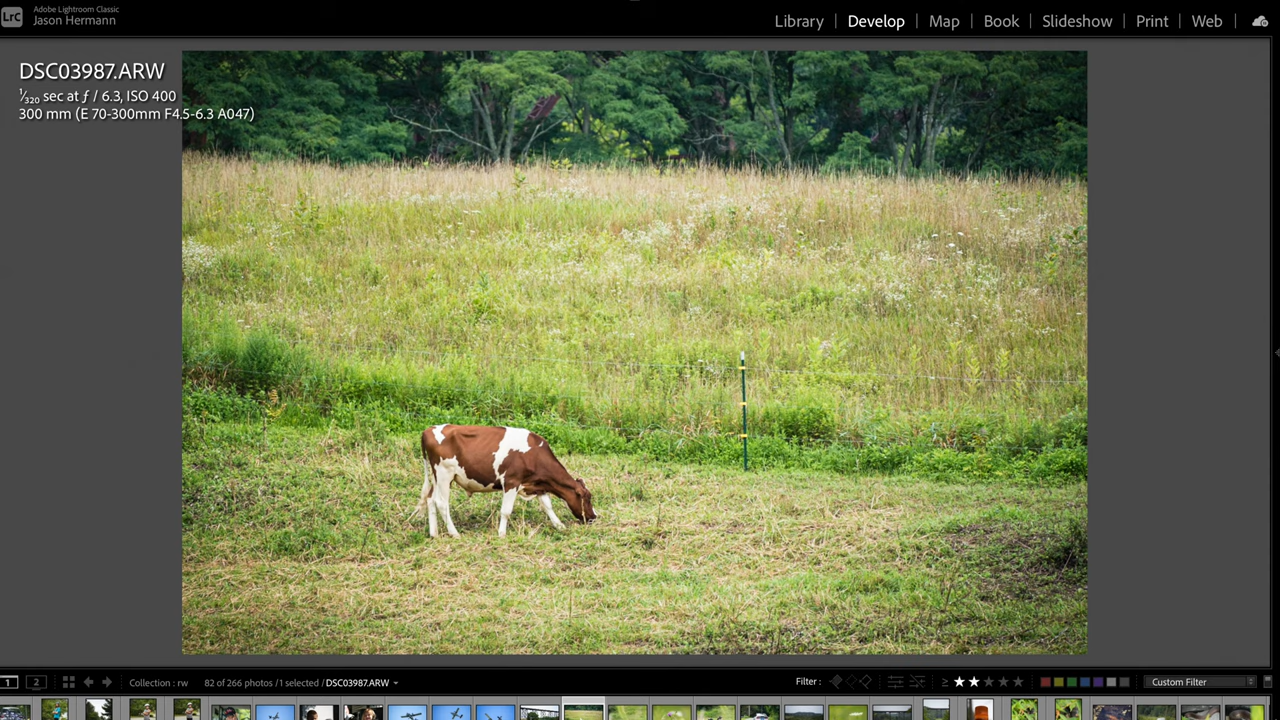 LrC
Adobe Lightroom Classic
Jason Hermann
Library | Develop | Map | Book | Slideshow | Print | Web
DSC03987.ARW
1/320 sec at ƒ / 6.3, ISO 400
300 mm (E 70-300mm F4.5-6.3 A047)
1 2 Collection : rw 82 of 266 photos / 1 selected / DSC03987.ARW Filter : ≥ Custom Filter